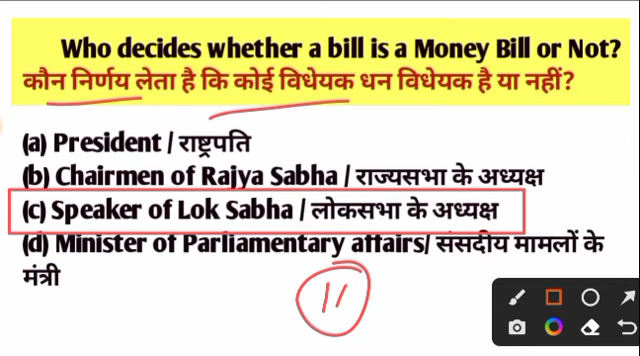 Who decides whether a bill is a Money Bill or Not?
कौन निर्णय लेता है कि कोई विधेयक धन विधेयक है या नहीं?
(a) President / राष्ट्रपति
(b) Chairmen of Rajya Sabha / राज्यसभा के अध्यक्ष
(c) Speaker of Lok Sabha / लोकसभा के अध्यक्ष
(d) Minister of Parliamentary affairs/ संसदीय मामलों के
मंत्री
11